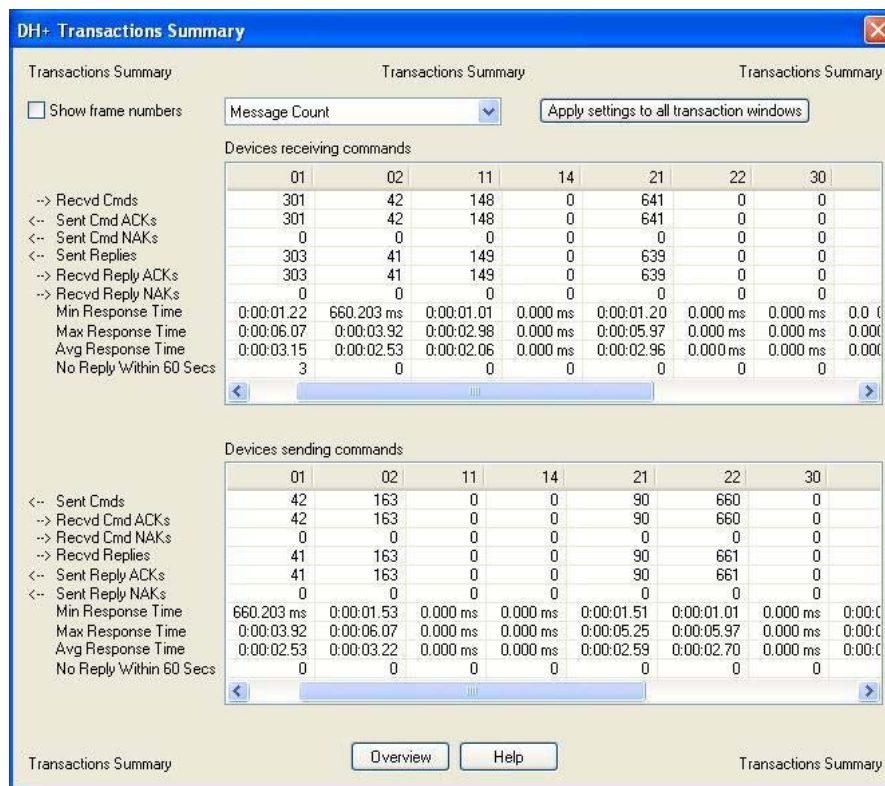 DH+ Transactions Summary
Transactions Summary Transactions Summary Transactions Summary
Show frame numbers Message Count Apply settings to all transaction windows
Devices receiving commands
01 02 11 14 21 22 30
--> Recvd Cmds 301 42 148 0 641 0 0
<-- Sent Cmd ACKs 301 42 148 0 641 0 0
<-- Sent Cmd NAKs 0 0 0 0 0 0 0
<-- Sent Replies 303 41 149 0 639 0 0
--> Recvd Reply ACKs 303 41 149 0 639 0 0
--> Recvd Reply NAKs 0 0 0 0 0 0 0
Min Response Time 0:00:01.22 660.203 ms 0:00:01.01 0.000 ms 0:00:01.20 0.000 ms 0.000 ms 0.0
Max Response Time 0:00:06.07 0:00:03.92 0:00:02.98 0.000 ms 0:00:05.97 0.000 ms 0.000 ms 0.000
Avg Response Time 0:00:03.15 0:00:02.53 0:00:02.06 0.000 ms 0:00:02.96 0.000 ms 0.000 ms 0.000
No Reply Within 60 Secs 3 0 0 0 0 0 0
Devices sending commands
01 02 11 14 21 22 30
<-- Sent Cmds 42 163 0 0 90 660 0
--> Recvd Cmd ACKs 42 163 0 0 90 660 0
--> Recvd Cmd NAKs 0 0 0 0 0 0 0
--> Recvd Replies 41 163 0 0 90 661 0
<-- Sent Reply ACKs 41 163 0 0 90 661 0
<-- Sent Reply NAKs 0 0 0 0 0 0 0
Min Response Time 660.203 ms 0:00:01.53 0.000 ms 0.000 ms 0:00:01.51 0:00:01.01 0.000 ms 0:00:0
Max Response Time 0:00:03.92 0:00:06.07 0.000 ms 0.000 ms 0:00:05.25 0:00:05.97 0.000 ms 0:00:0
Avg Response Time 0:00:02.53 0:00:03.22 0.000 ms 0.000 ms 0:00:02.59 0:00:02.70 0.000 ms 0:00:0
No Reply Within 60 Secs 0 0 0 0 0 0 0
Overview Help
Transactions Summary Transactions Summary